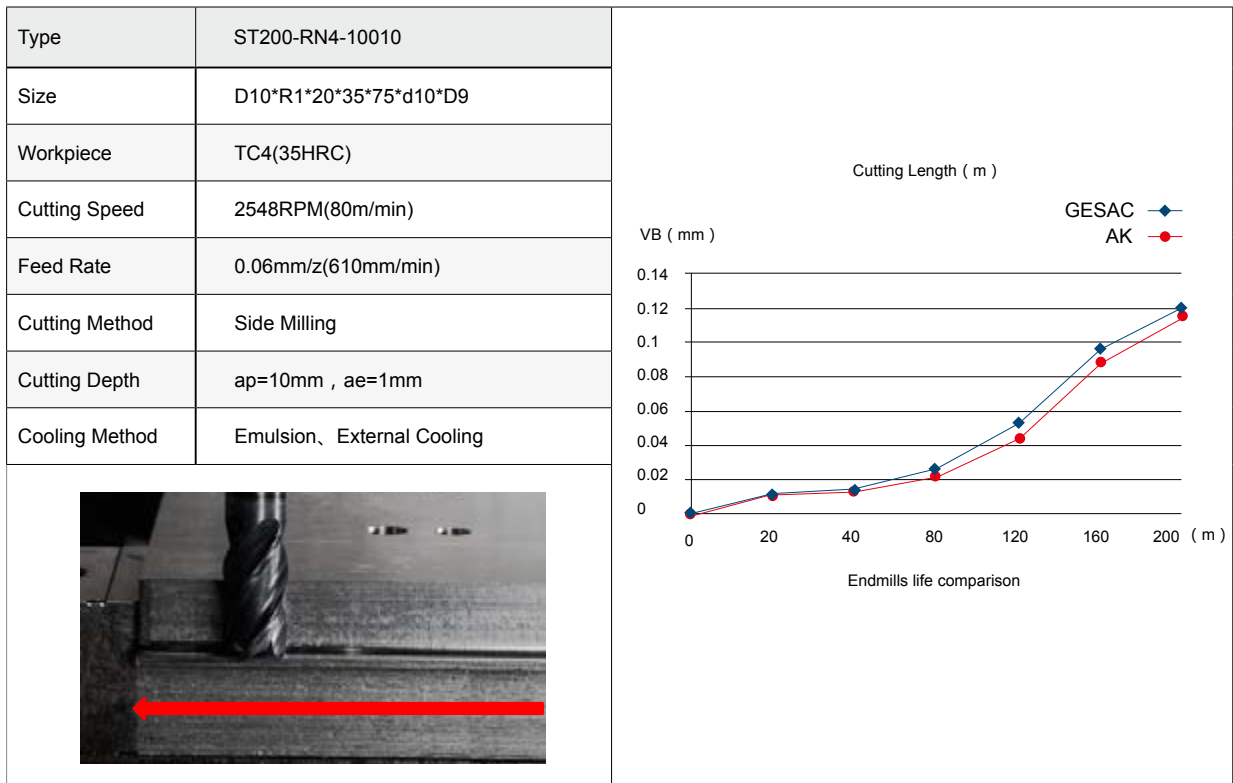 Type ST200-RN4-10010
Size D10*R1*20*35*75*d10*D9
Workpiece TC4(35HRC)
Cutting Speed 2548RPM(80m/min)
Feed Rate 0.06mm/z(610mm/min)
Cutting Method Side Milling
Cutting Depth ap=10mm , ae=1mm
Cooling Method Emulsion、External Cooling
Cutting Length ( m )
GESAC
AK
VB ( mm )
0.14
0.12
0.1
0.08
0.06
0.04
0.02
0
0 20 40 80 120 160 200 ( m )
Endmills life comparison